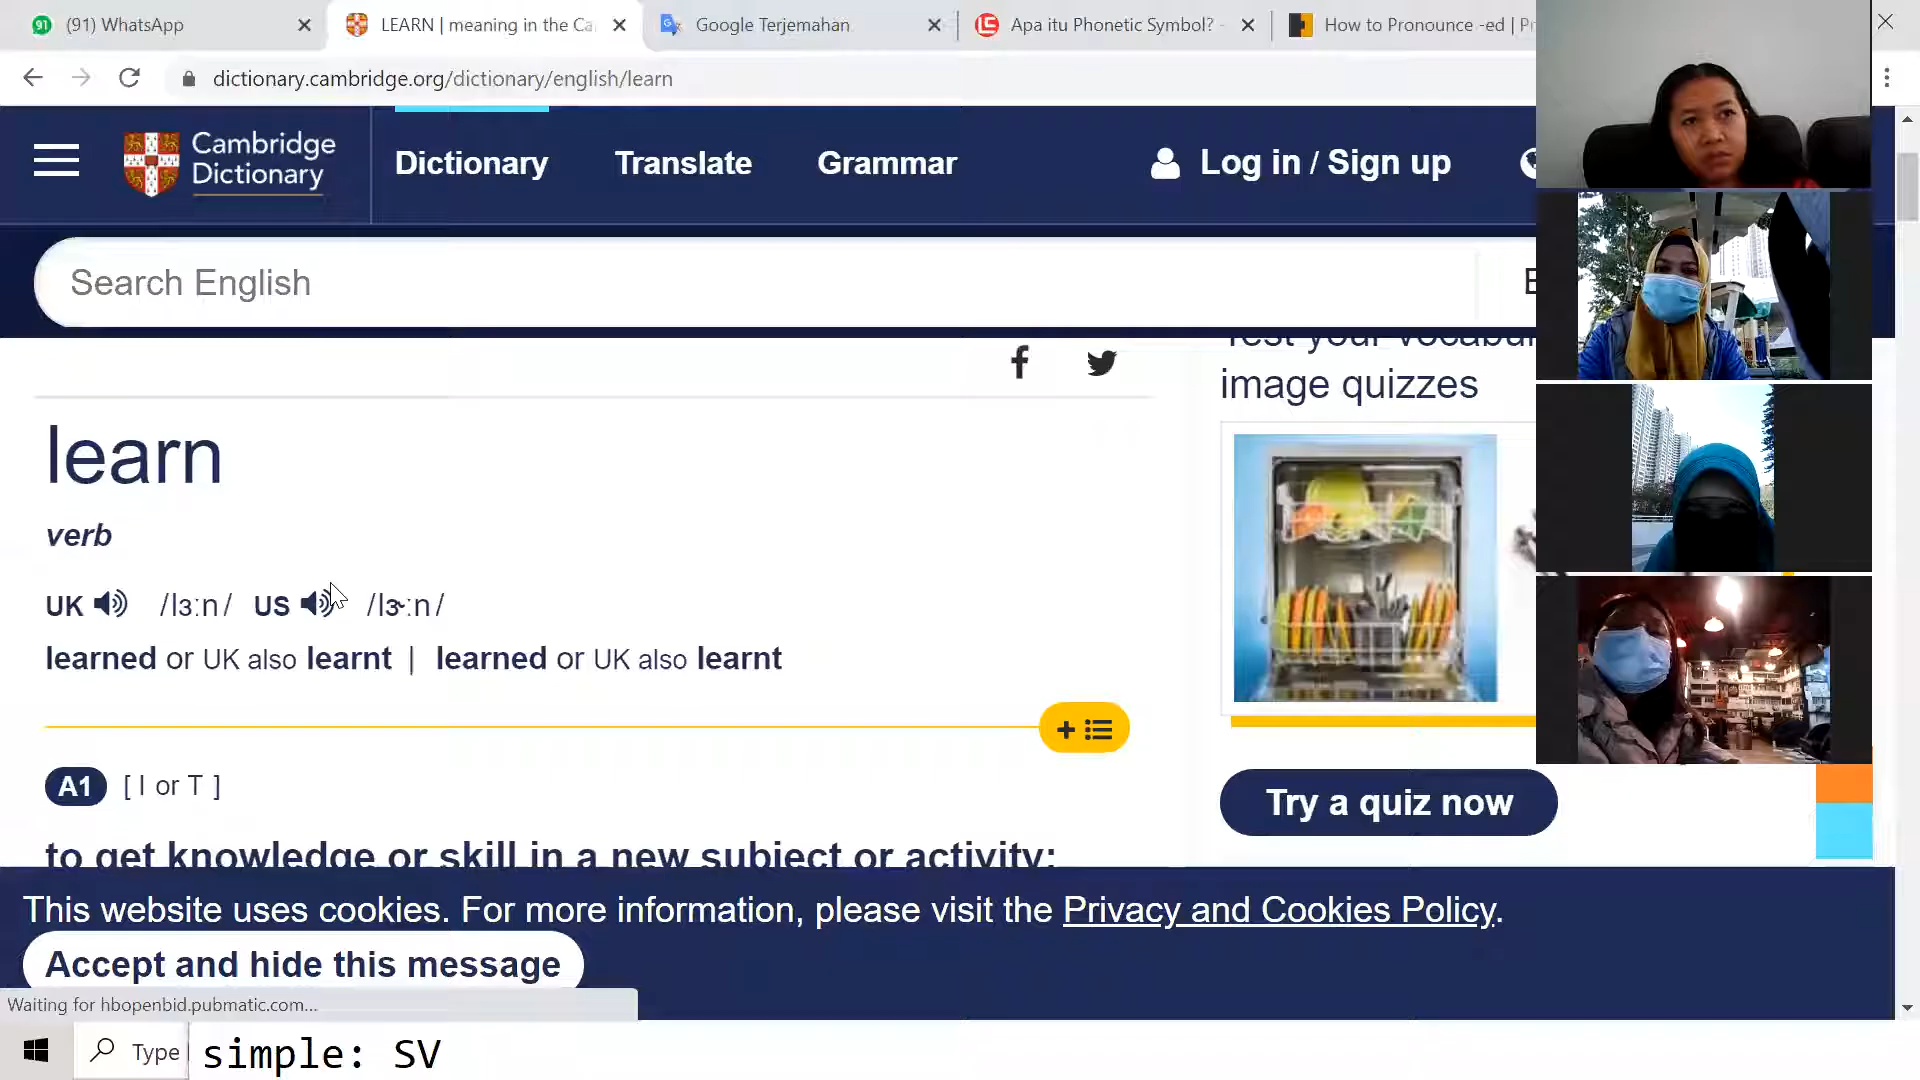 (91) WhatsApp
LEARN | meaning in the Ca
Google Terjemahan
Apa itu Phonetic Symbol? -
How to Pronounce -ed | Pr
dictionary.cambridge.org/dictionary/english/learn
Cambridge
Dictionary
Dictionary
Translate
Grammar
Log in / Sign up
Search English
Test your vocabul
image quizzes
learn
verb
UK /lɜːn/ US /lɝːn/
learned or UK also learnt | learned or UK also learnt
A1 [ I or T ]
Try a quiz now
to get knowledge or skill in a new subject or activity:
This website uses cookies. For more information, please visit the Privacy and Cookies Policy.
Accept and hide this message
Waiting for hbopenbid.pubmatic.com...
Type
simple: SV